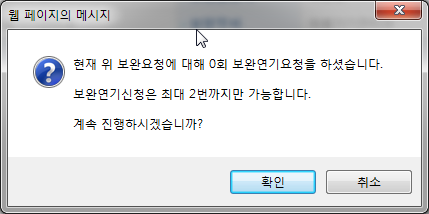 웹 페이지의 메시지
현재 위 보완요청에 대해 0회 보완연기요청을 하셨습니다.
보완연기신청은 최대 2번까지만 가능합니다.
계속 진행하시겠습니까?
확인
취소